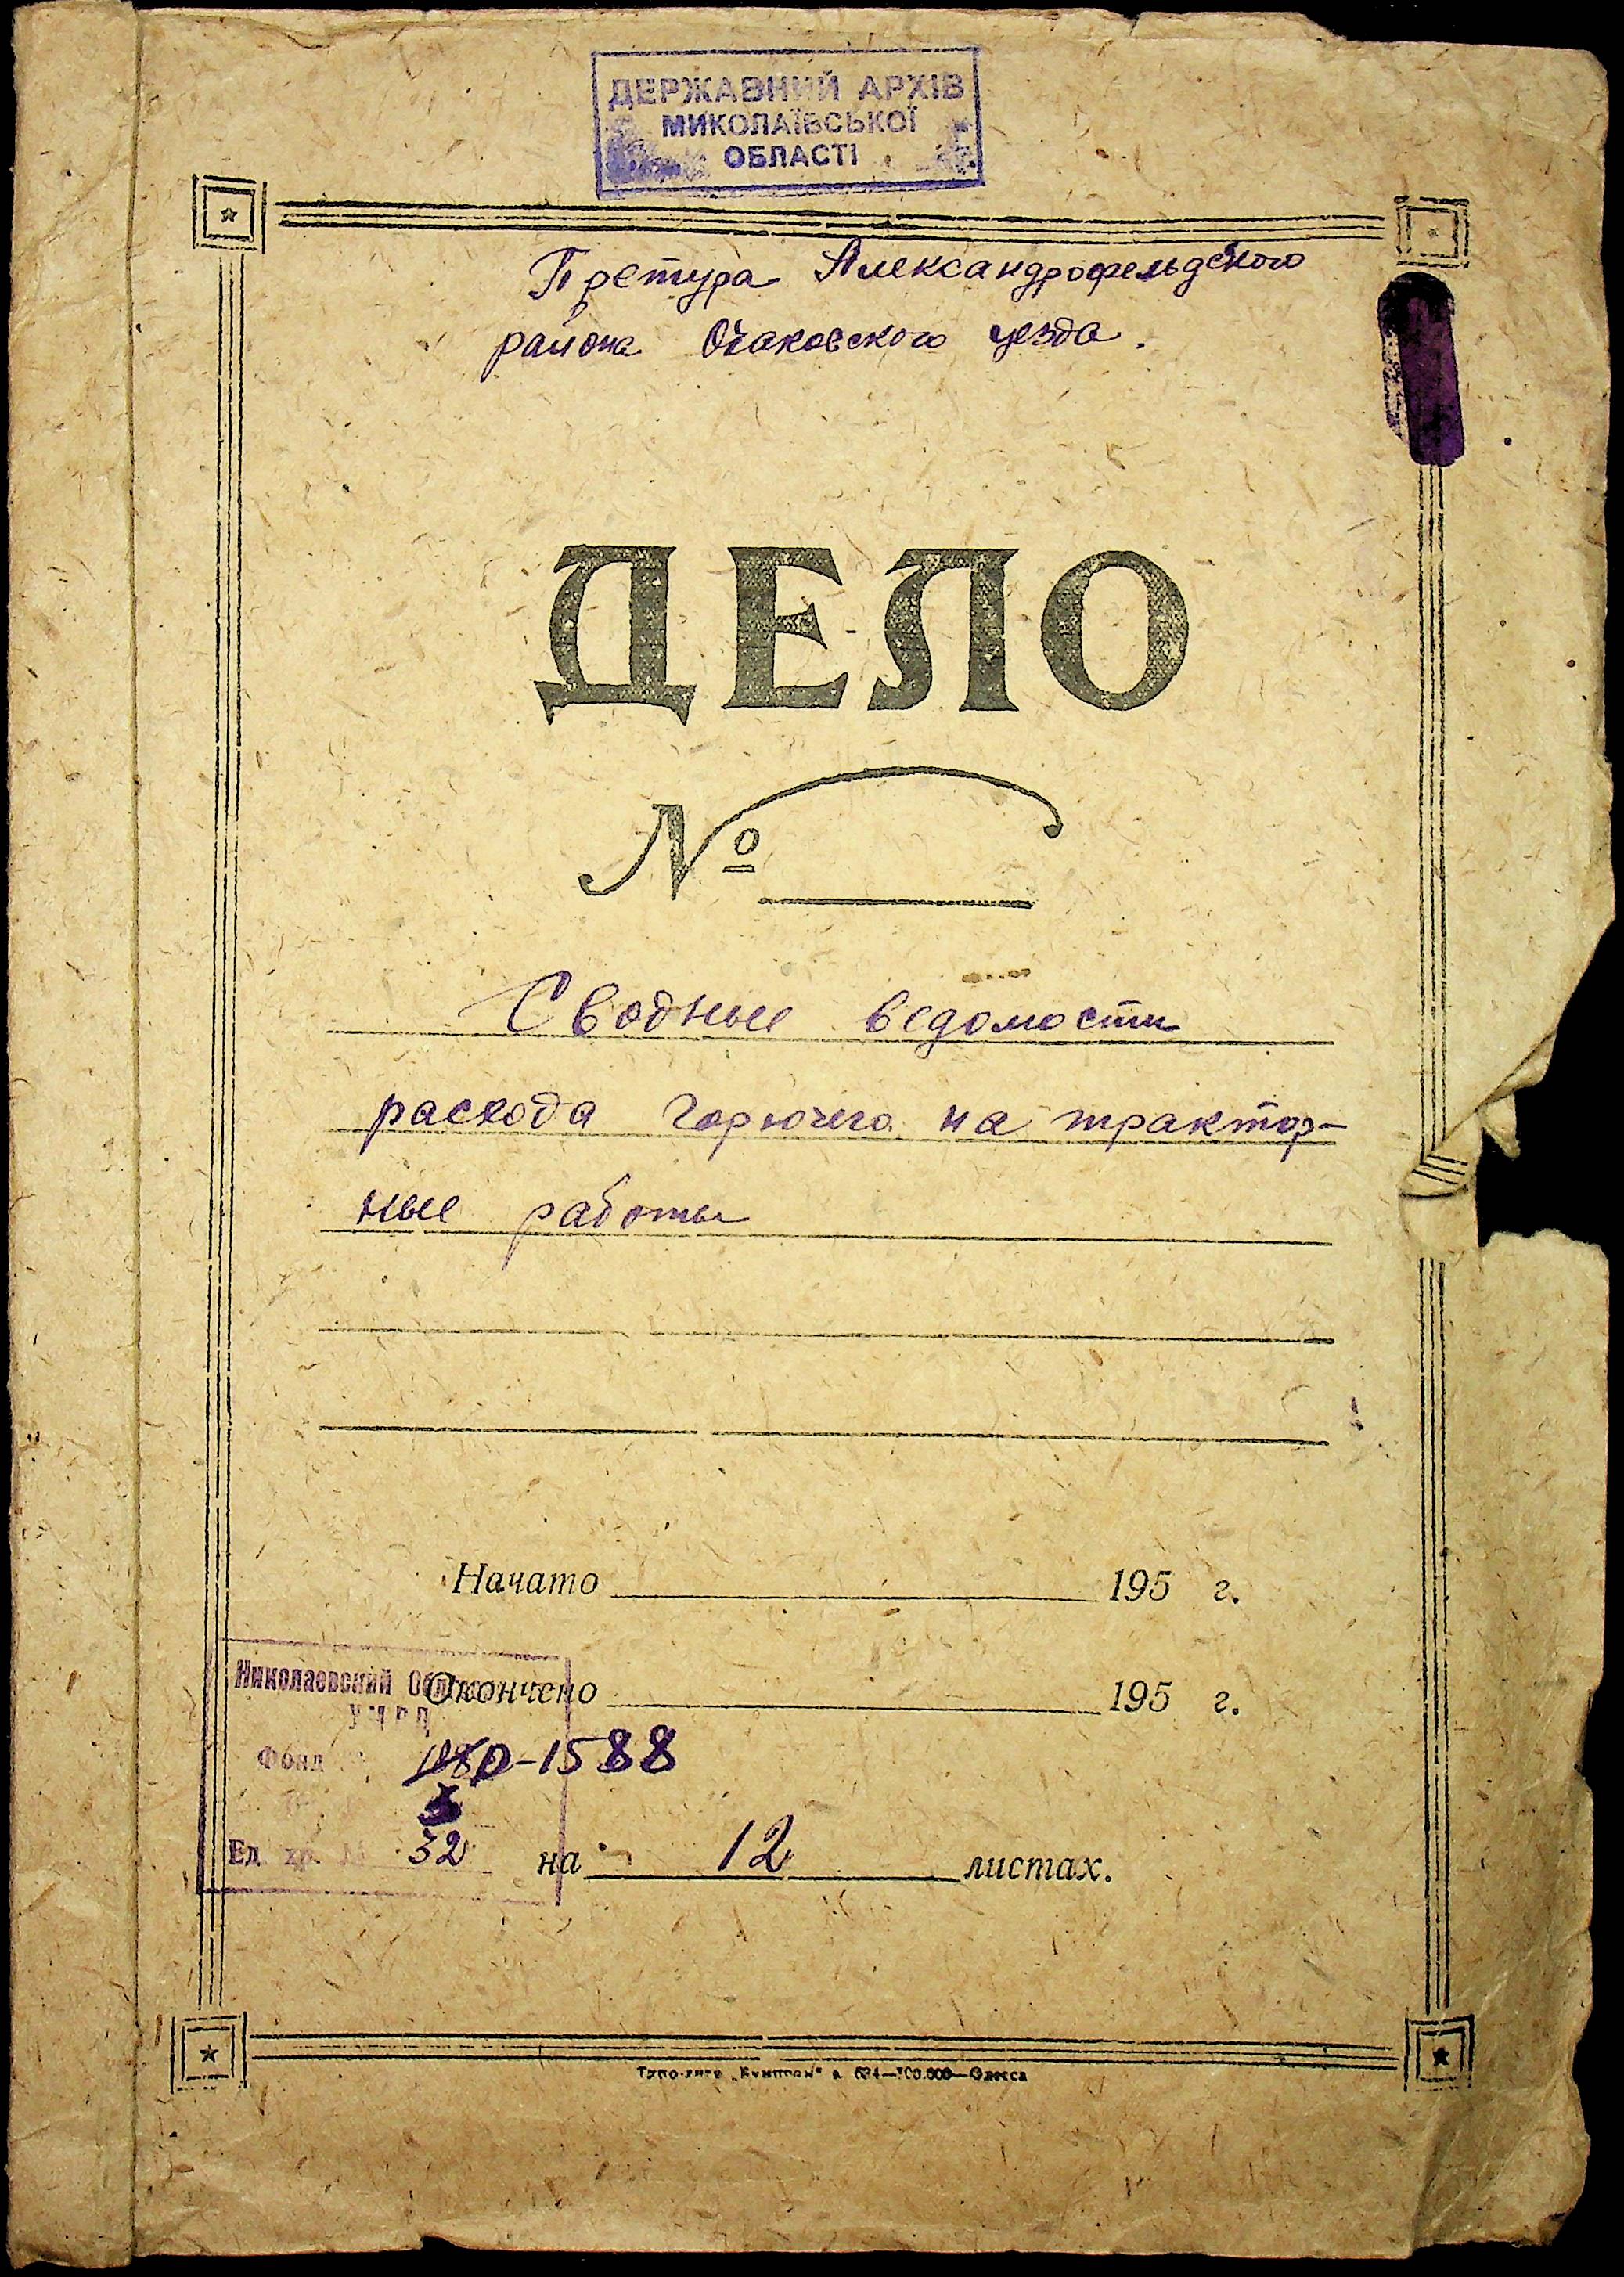 ДЕРЖАВНИЙ АРХІВ
МИКОЛАЇВСЬКОЇ
ОБЛАСТІ
Претура Александрофельдского
района Очаковского уезда.
ДЕЛО
№
Сводные ведомости
расхода горючего на трактор-
ные работы
Начато 195 г.
Николаевский
Окончено 195 г.
Фонд Р-1588
Ед. хр. № 32 на 12 листах.